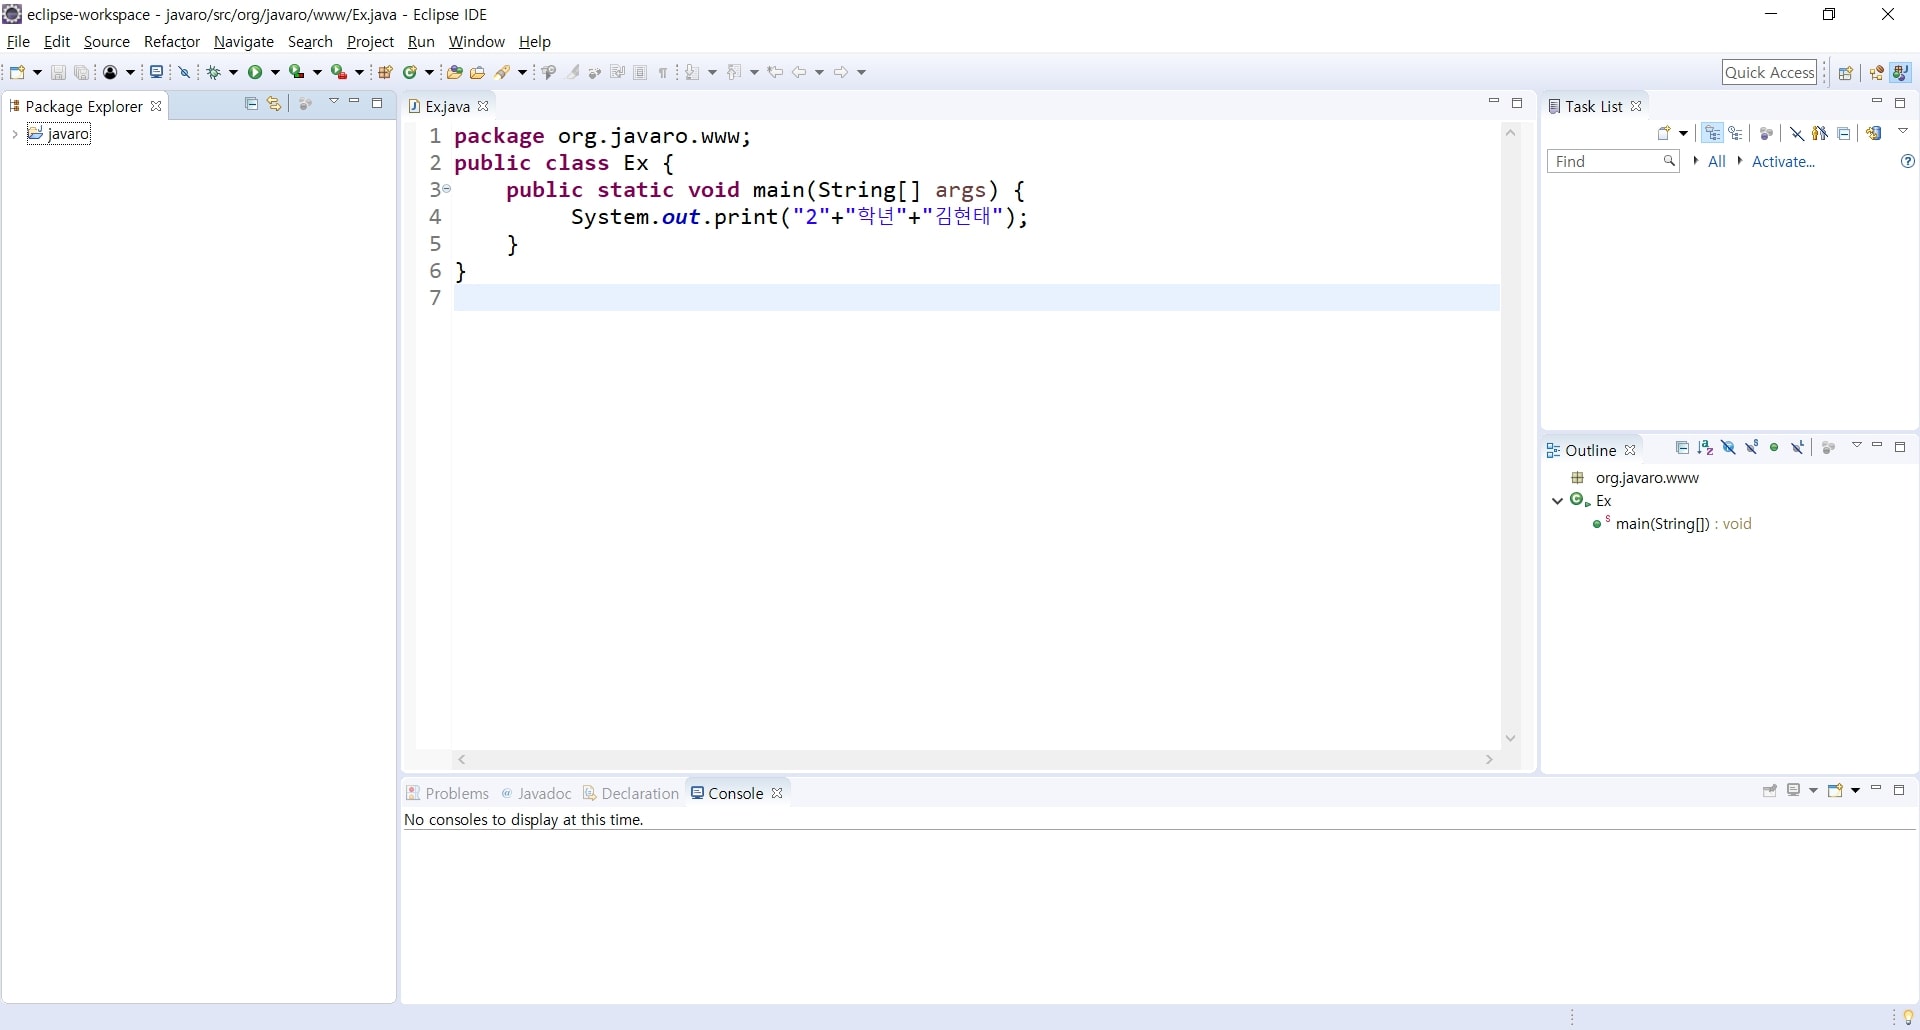 eclipse-workspace - javaro/src/org/javaro/www/Ex.java - Eclipse IDE
File Edit Source Refactor Navigate Search Project Run Window Help
Quick Access
Package Explorer
javaro
Ex.java
1 package org.javaro.www;
2 public class Ex {
3 public static void main(String[] args) {
4 System.out.print("2"+"학년"+"김현태");
5 }
6 }
7
Task List
Find All Activate...
Outline
org.javaro.www
Ex
main(String[]) : void
Problems @ Javadoc Declaration Console
No consoles to display at this time.